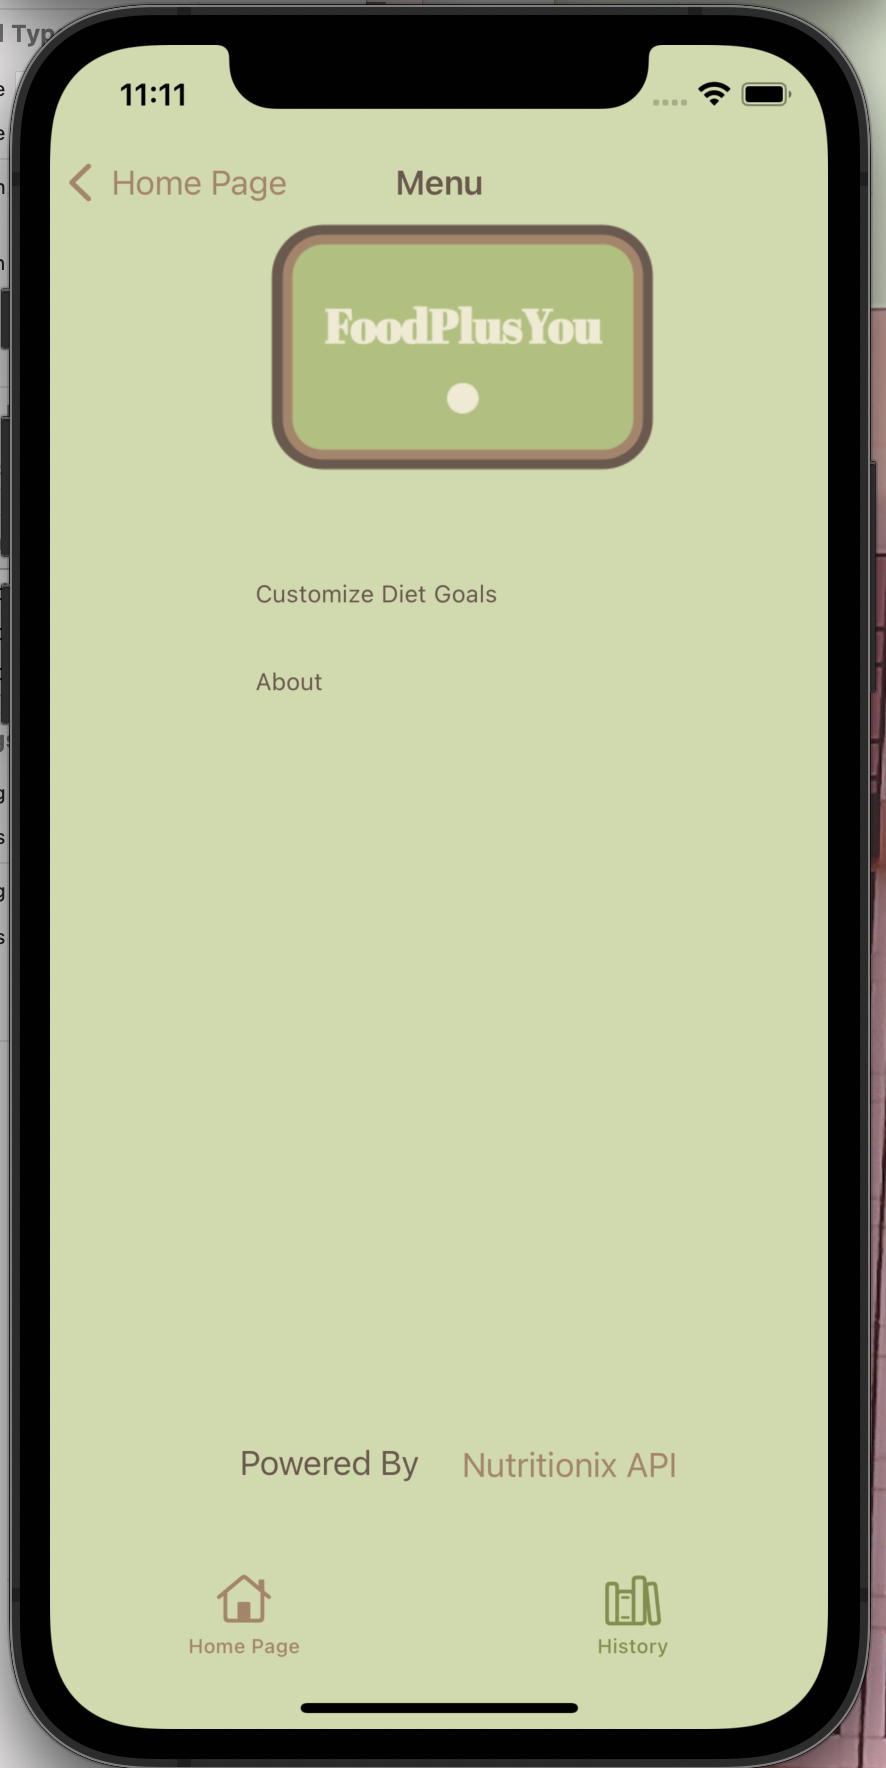 Typ
11:11
Home Page
Menu
FoodPlusYou
Customize Diet Goals
About
Powered By Nutritionix API
Home Page
History